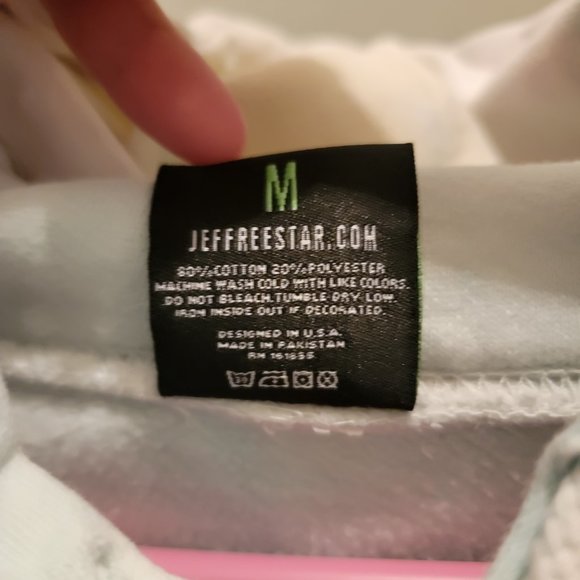 M
JEFFREESTAR.COM
80% COTTON 20% POLYESTER
MACHINE WASH COLD WITH LIKE COLORS.
DO NOT BLEACH. TUMBLE DRY LOW.
IRON INSIDE OUT IF DECORATED.
DESIGNED IN U.S.A.
MADE IN PAKISTAN
RN